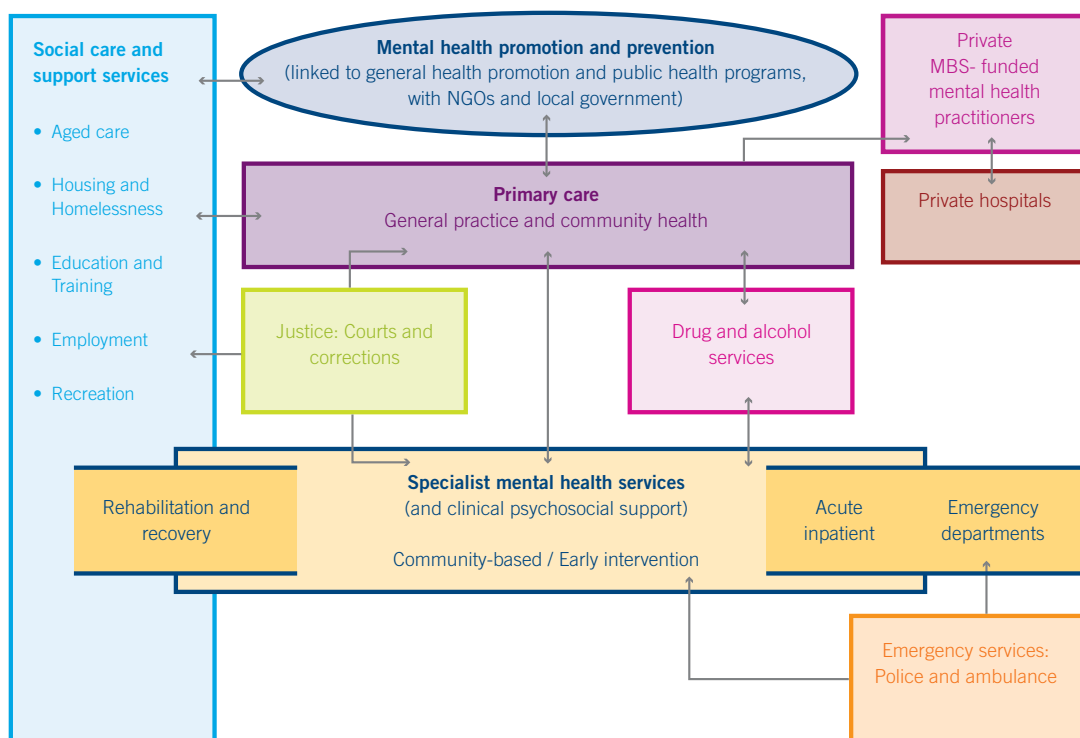 Social care and
support services
• Aged care
• Housing and
Homelessness
• Education and
Training
• Employment
• Recreation
Mental health promotion and prevention
(linked to general health promotion and public health programs,
with NGOs and local government)
Private
MBS- funded
mental health
practitioners
Primary care
General practice and community health
Private hospitals
Justice: Courts and
corrections
Drug and alcohol
services
Rehabilitation and
recovery
Specialist mental health services
(and clinical psychosocial support)
Community-based / Early intervention
Acute
inpatient
Emergency
departments
Emergency services:
Police and ambulance